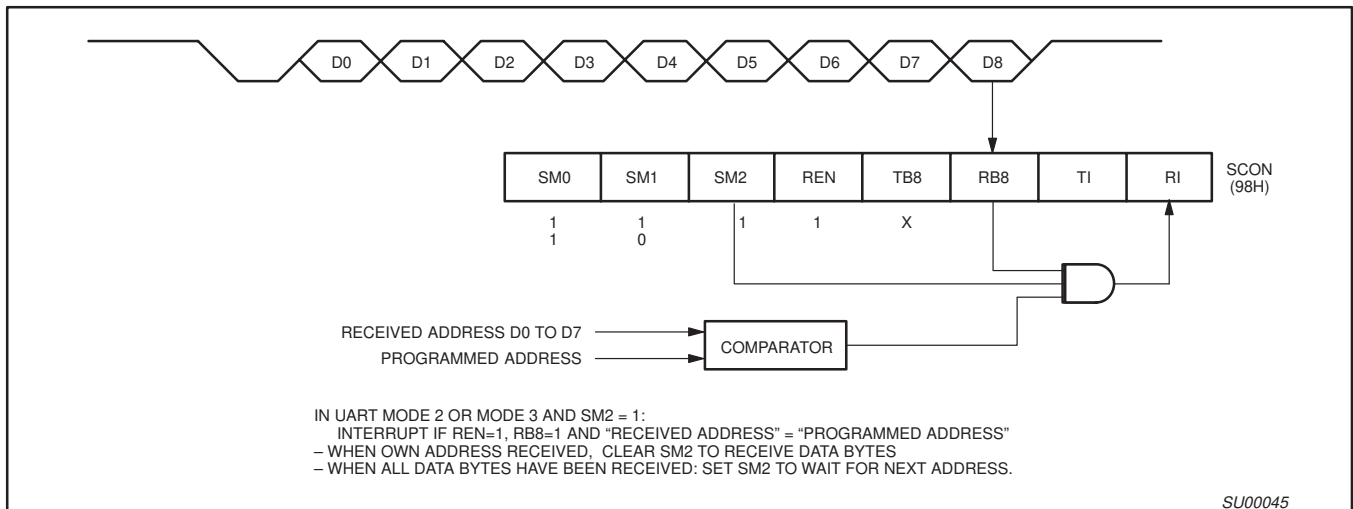 D0 D1 D2 D3 D4 D5 D6 D7 D8
SM0 SM1 SM2 REN TB8 RB8 TI RI
SCON
(98H)
1 1 1 1 X
1 0
RECEIVED ADDRESS D0 TO D7
PROGRAMMED ADDRESS
COMPARATOR
IN UART MODE 2 OR MODE 3 AND SM2 = 1:
INTERRUPT IF REN=1, RB8=1 AND “RECEIVED ADDRESS” = “PROGRAMMED ADDRESS”
– WHEN OWN ADDRESS RECEIVED, CLEAR SM2 TO RECEIVE DATA BYTES
– WHEN ALL DATA BYTES HAVE BEEN RECEIVED: SET SM2 TO WAIT FOR NEXT ADDRESS.
SU00045